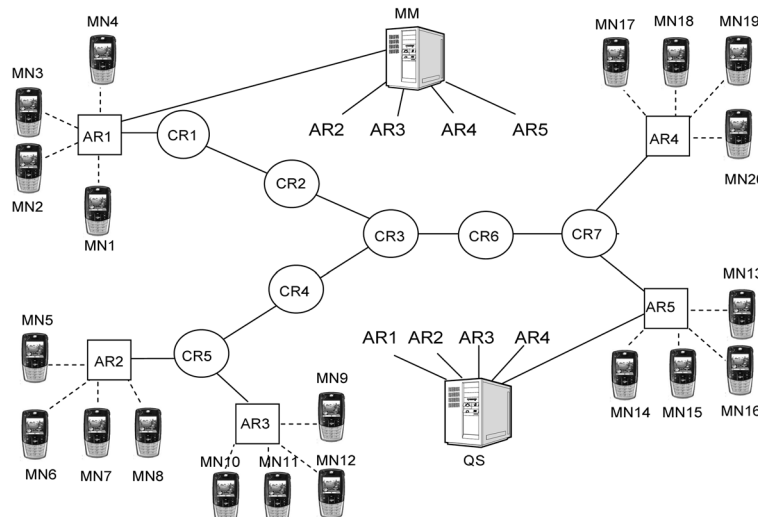 MM
MN4
MN17
MN18
MN19
MN3
AR1
CR1
AR2
AR3
AR4
AR5
AR4
MN2
MN1
CR2
MN20
CR3
CR6
CR7
CR4
MN13
AR5
MN5
AR2
CR5
AR1
AR2
AR3
AR4
MN9
AR3
MN14
MN15
MN16
MN6
MN7
MN8
MN10
MN11
MN12
QS